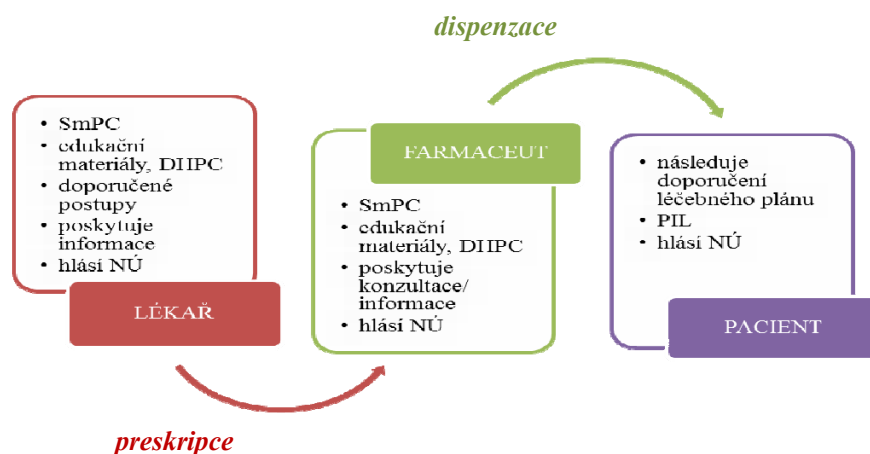 dispenzace
• SmPC
• edukační
materiály, DHPC
• doporučené
postupy
• poskytuje
informace
• hlásí NÚ
LÉKAŘ
preskripce
FARMACEUT
• SmPC
• edukační
materiály, DHPC
• poskytuje
konzultace/
informace
• hlásí NÚ
• následuje
doporučení
léčebného plánu
• PIL
• hlásí NÚ
PACIENT